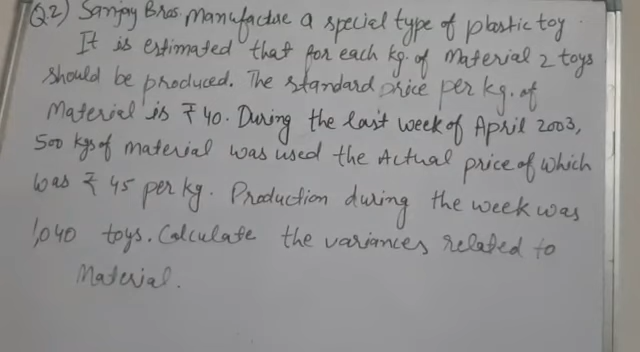 Q.2) Sanjay Bros. Manufactue a special type of plastic toy.
It is estimated that for each kg. of Material 2 toys
should be produced. The standard price per kg. of
Material is ₹ 40. During the last week of April 2003,
500 kgs of material was used the Actual price of which
was ₹ 45 per kg. Production during the week was
1,040 toys. Calculate the variances related to
Material.